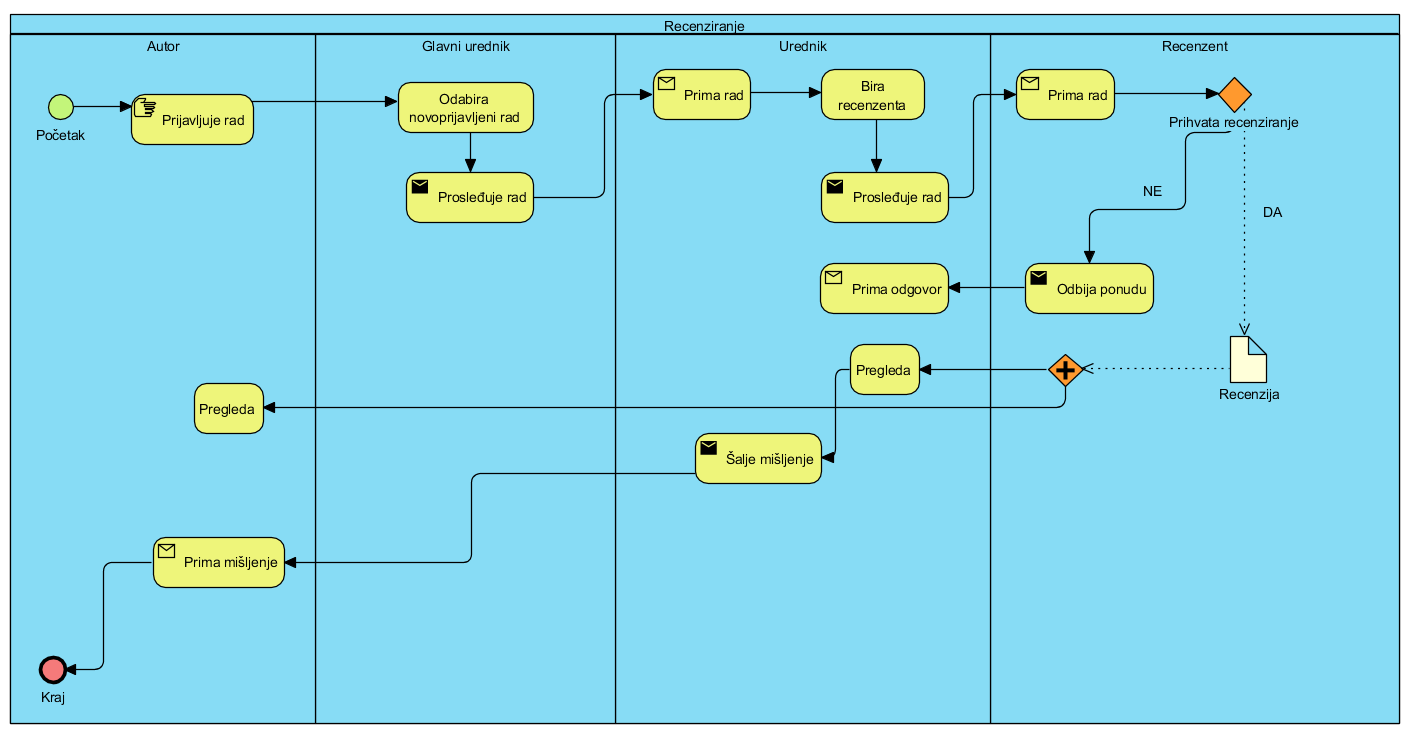 Recenziranje
Autor
Glavni urednik
Urednik
Recenzent
Početak
Prijavljuje rad
Odabira
novoprijavljeni rad
Prosleđuje rad
Prima rad
Bira
recenzenta
Prosleđuje rad
Prima rad
Prihvata recenziranje
NE
DA
Prima odgovor
Odbija ponudu
Pregleda
Recenzija
Pregleda
Šalje mišljenje
Prima mišljenje
Kraj